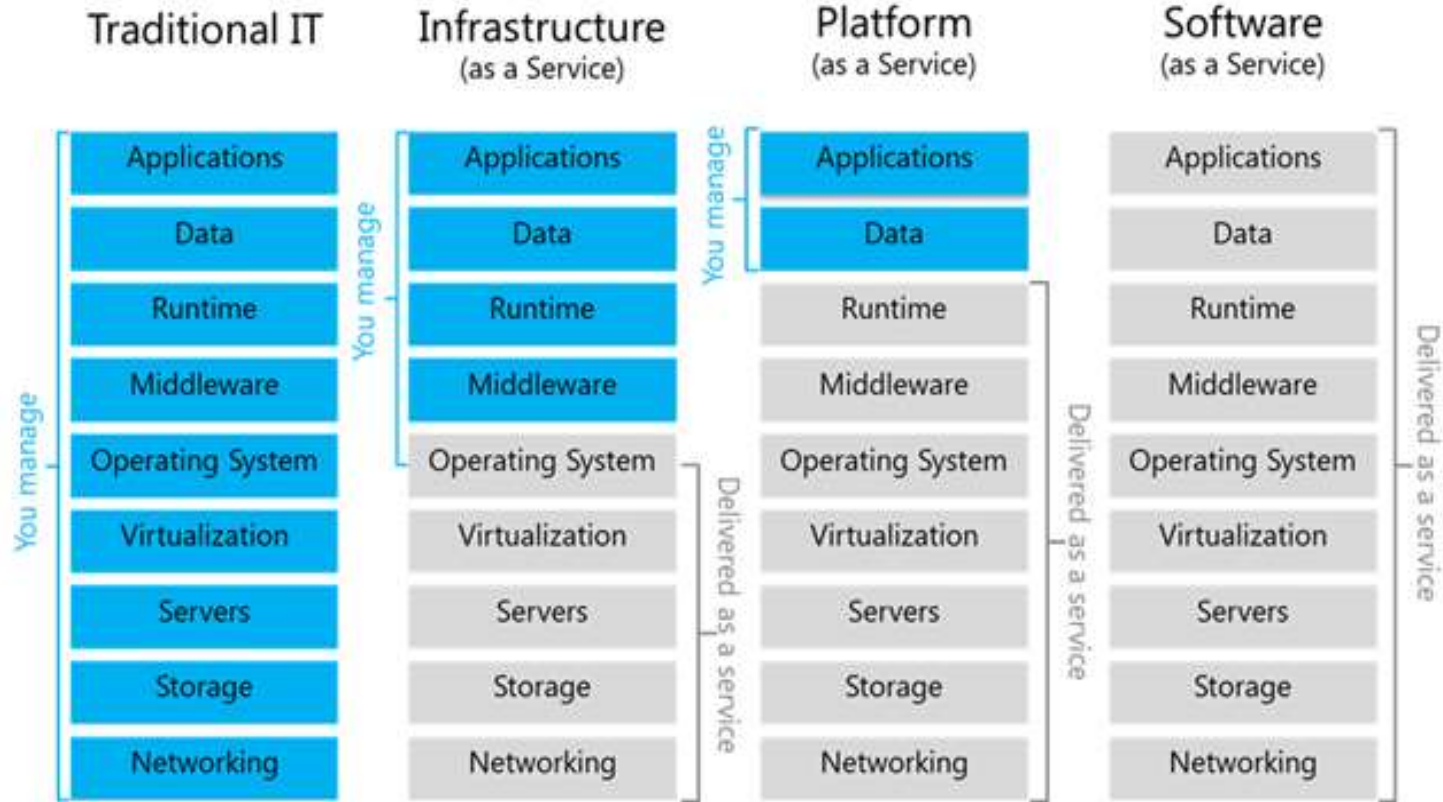 Traditional IT
Infrastructure
(as a Service)
Platform
(as a Service)
Software
(as a Service)
You manage
Applications
Data
Runtime
Middleware
Operating System
Virtualization
Servers
Storage
Networking
You manage
Applications
Data
Runtime
Middleware
Operating System
Virtualization
Servers
Storage
Networking
Delivered as a service
You manage
Applications
Data
Runtime
Middleware
Operating System
Virtualization
Servers
Storage
Networking
Delivered as a service
Applications
Data
Runtime
Middleware
Operating System
Virtualization
Servers
Storage
Networking
Delivered as a service